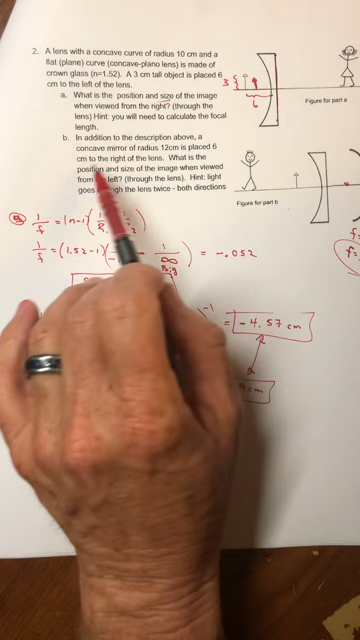 2. A lens with a concave curve of radius 10 cm and a
flat (plane) curve (concave-plano lens) is made of
crown glass (n=1.52). A 3 cm tall object is placed 6
cm to the left of the lens.
a. What is the position and size of the image
when viewed from the right? (through the
lens) Hint: you will need to calculate the focal
length.
b. In addition to the description above, a
concave mirror of radius 12cm is placed 6
cm to the right of the lens. What is the
position and size of the image when viewed
from left? (through the lens). Hint: light
goes the lens twice - both directions
3
6
Figure for part a
Figure for part b
a. 1/f = (n-1)(1/R,
1/f = (1.52-1)( - 1/∞ ) = -.052
Big
-1
= -4.57 cm
cm
f=
f=